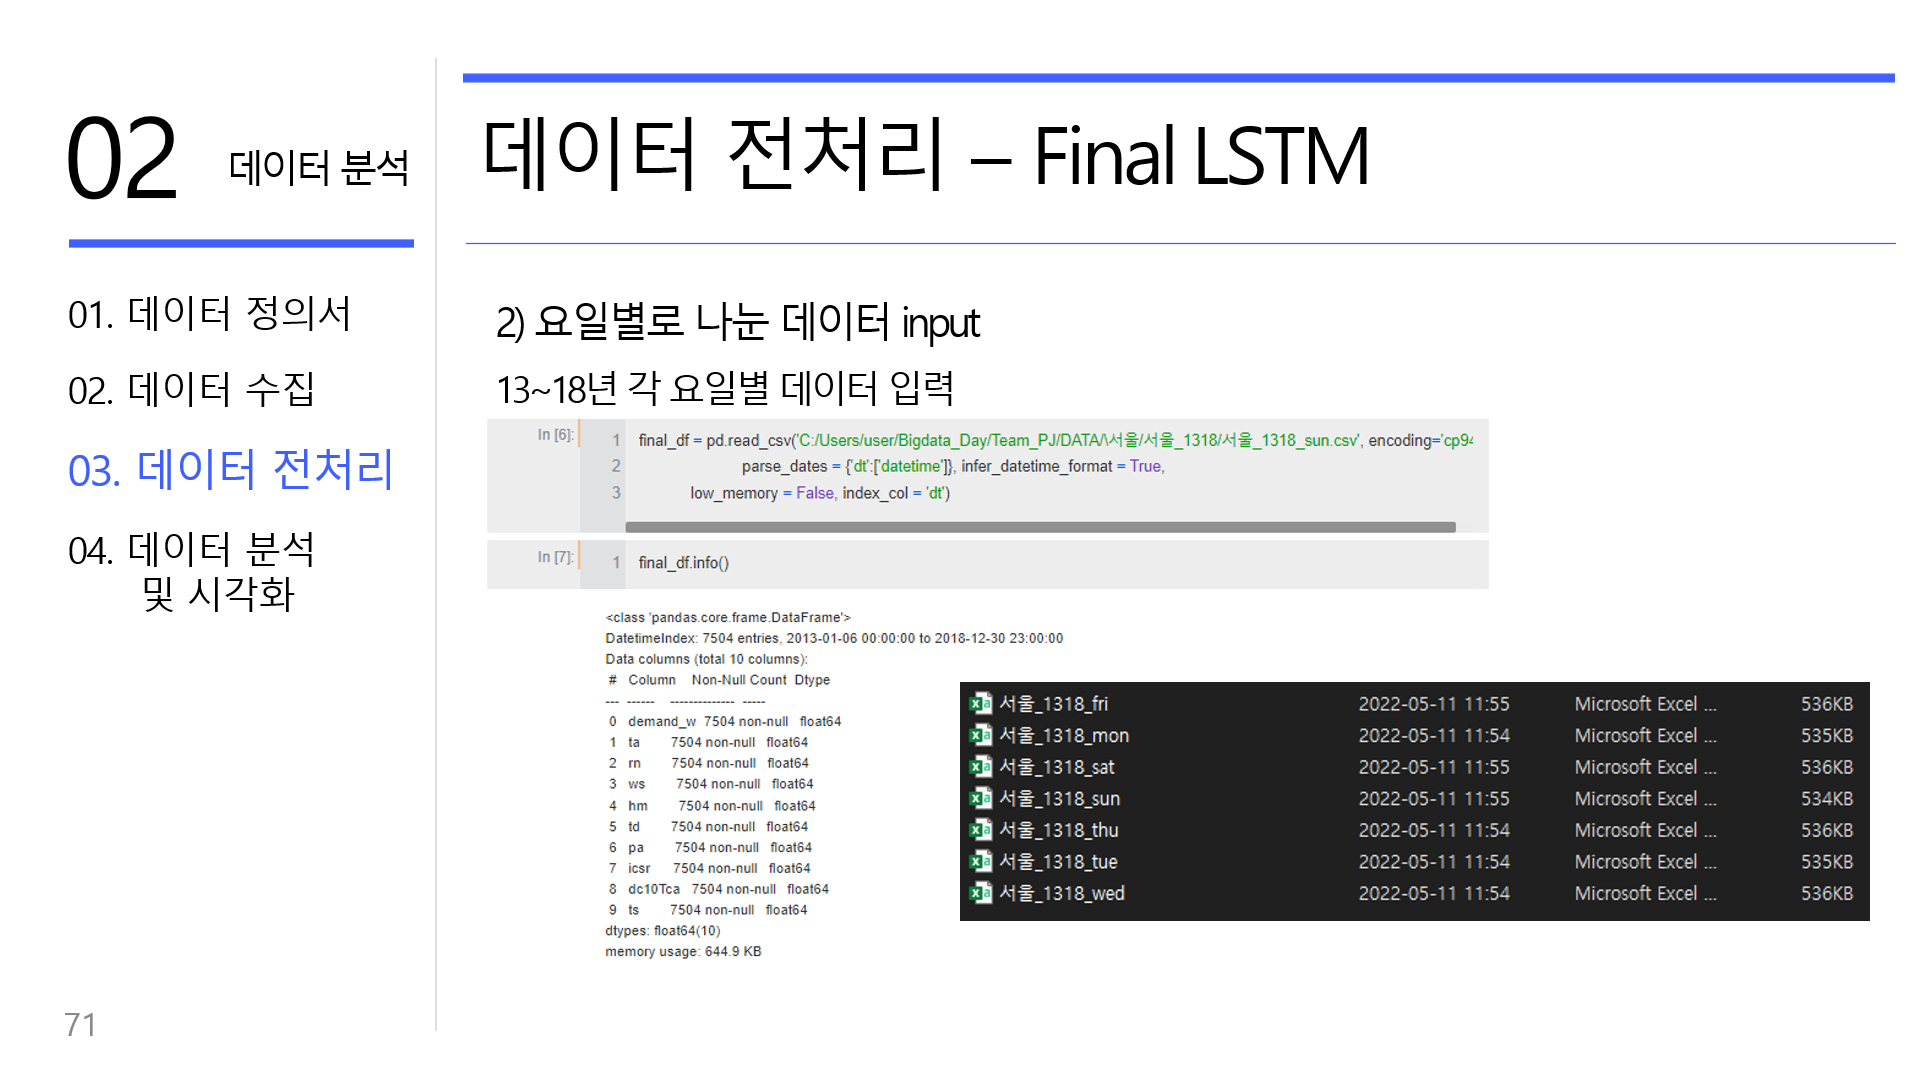 02 데이터 분석
01. 데이터 정의서
02. 데이터 수집
03. 데이터 전처리
04. 데이터 분석
및 시각화
71
데이터 전처리 – Final LSTM
2) 요일별로 나눈 데이터 input
13~18년 각 요일별 데이터 입력
In [6]:
1 final_df = pd.read_csv('C:/Users/user/Bigdata_Day/Team_PJ/DATA/\서울/서울_1318/서울_1318_sun.csv', encoding='cp94
2 parse_dates = {'dt':['datetime']}, infer_datetime_format = True,
3 low_memory = False, index_col = 'dt')
In [7]:
1 final_df.info()
<class 'pandas.core.frame.DataFrame'>
DatetimeIndex: 7504 entries, 2013-01-06 00:00:00 to 2018-12-30 23:00:00
Data columns (total 10 columns):
# Column Non-Null Count Dtype
--- ------ -------------- -----
0 demand_w 7504 non-null float64
1 ta 7504 non-null float64
2 rn 7504 non-null float64
3 ws 7504 non-null float64
4 hm 7504 non-null float64
5 td 7504 non-null float64
6 pa 7504 non-null float64
7 icsr 7504 non-null float64
8 dc10Tca 7504 non-null float64
9 ts 7504 non-null float64
dtypes: float64(10)
memory usage: 644.9 KB
서울_1318_fri 2022-05-11 11:55 Microsoft Excel ... 536KB
서울_1318_mon 2022-05-11 11:54 Microsoft Excel ... 535KB
서울_1318_sat 2022-05-11 11:55 Microsoft Excel ... 536KB
서울_1318_sun 2022-05-11 11:55 Microsoft Excel ... 534KB
서울_1318_thu 2022-05-11 11:54 Microsoft Excel ... 536KB
서울_1318_tue 2022-05-11 11:54 Microsoft Excel ... 535KB
서울_1318_wed 2022-05-11 11:54 Microsoft Excel ... 536KB